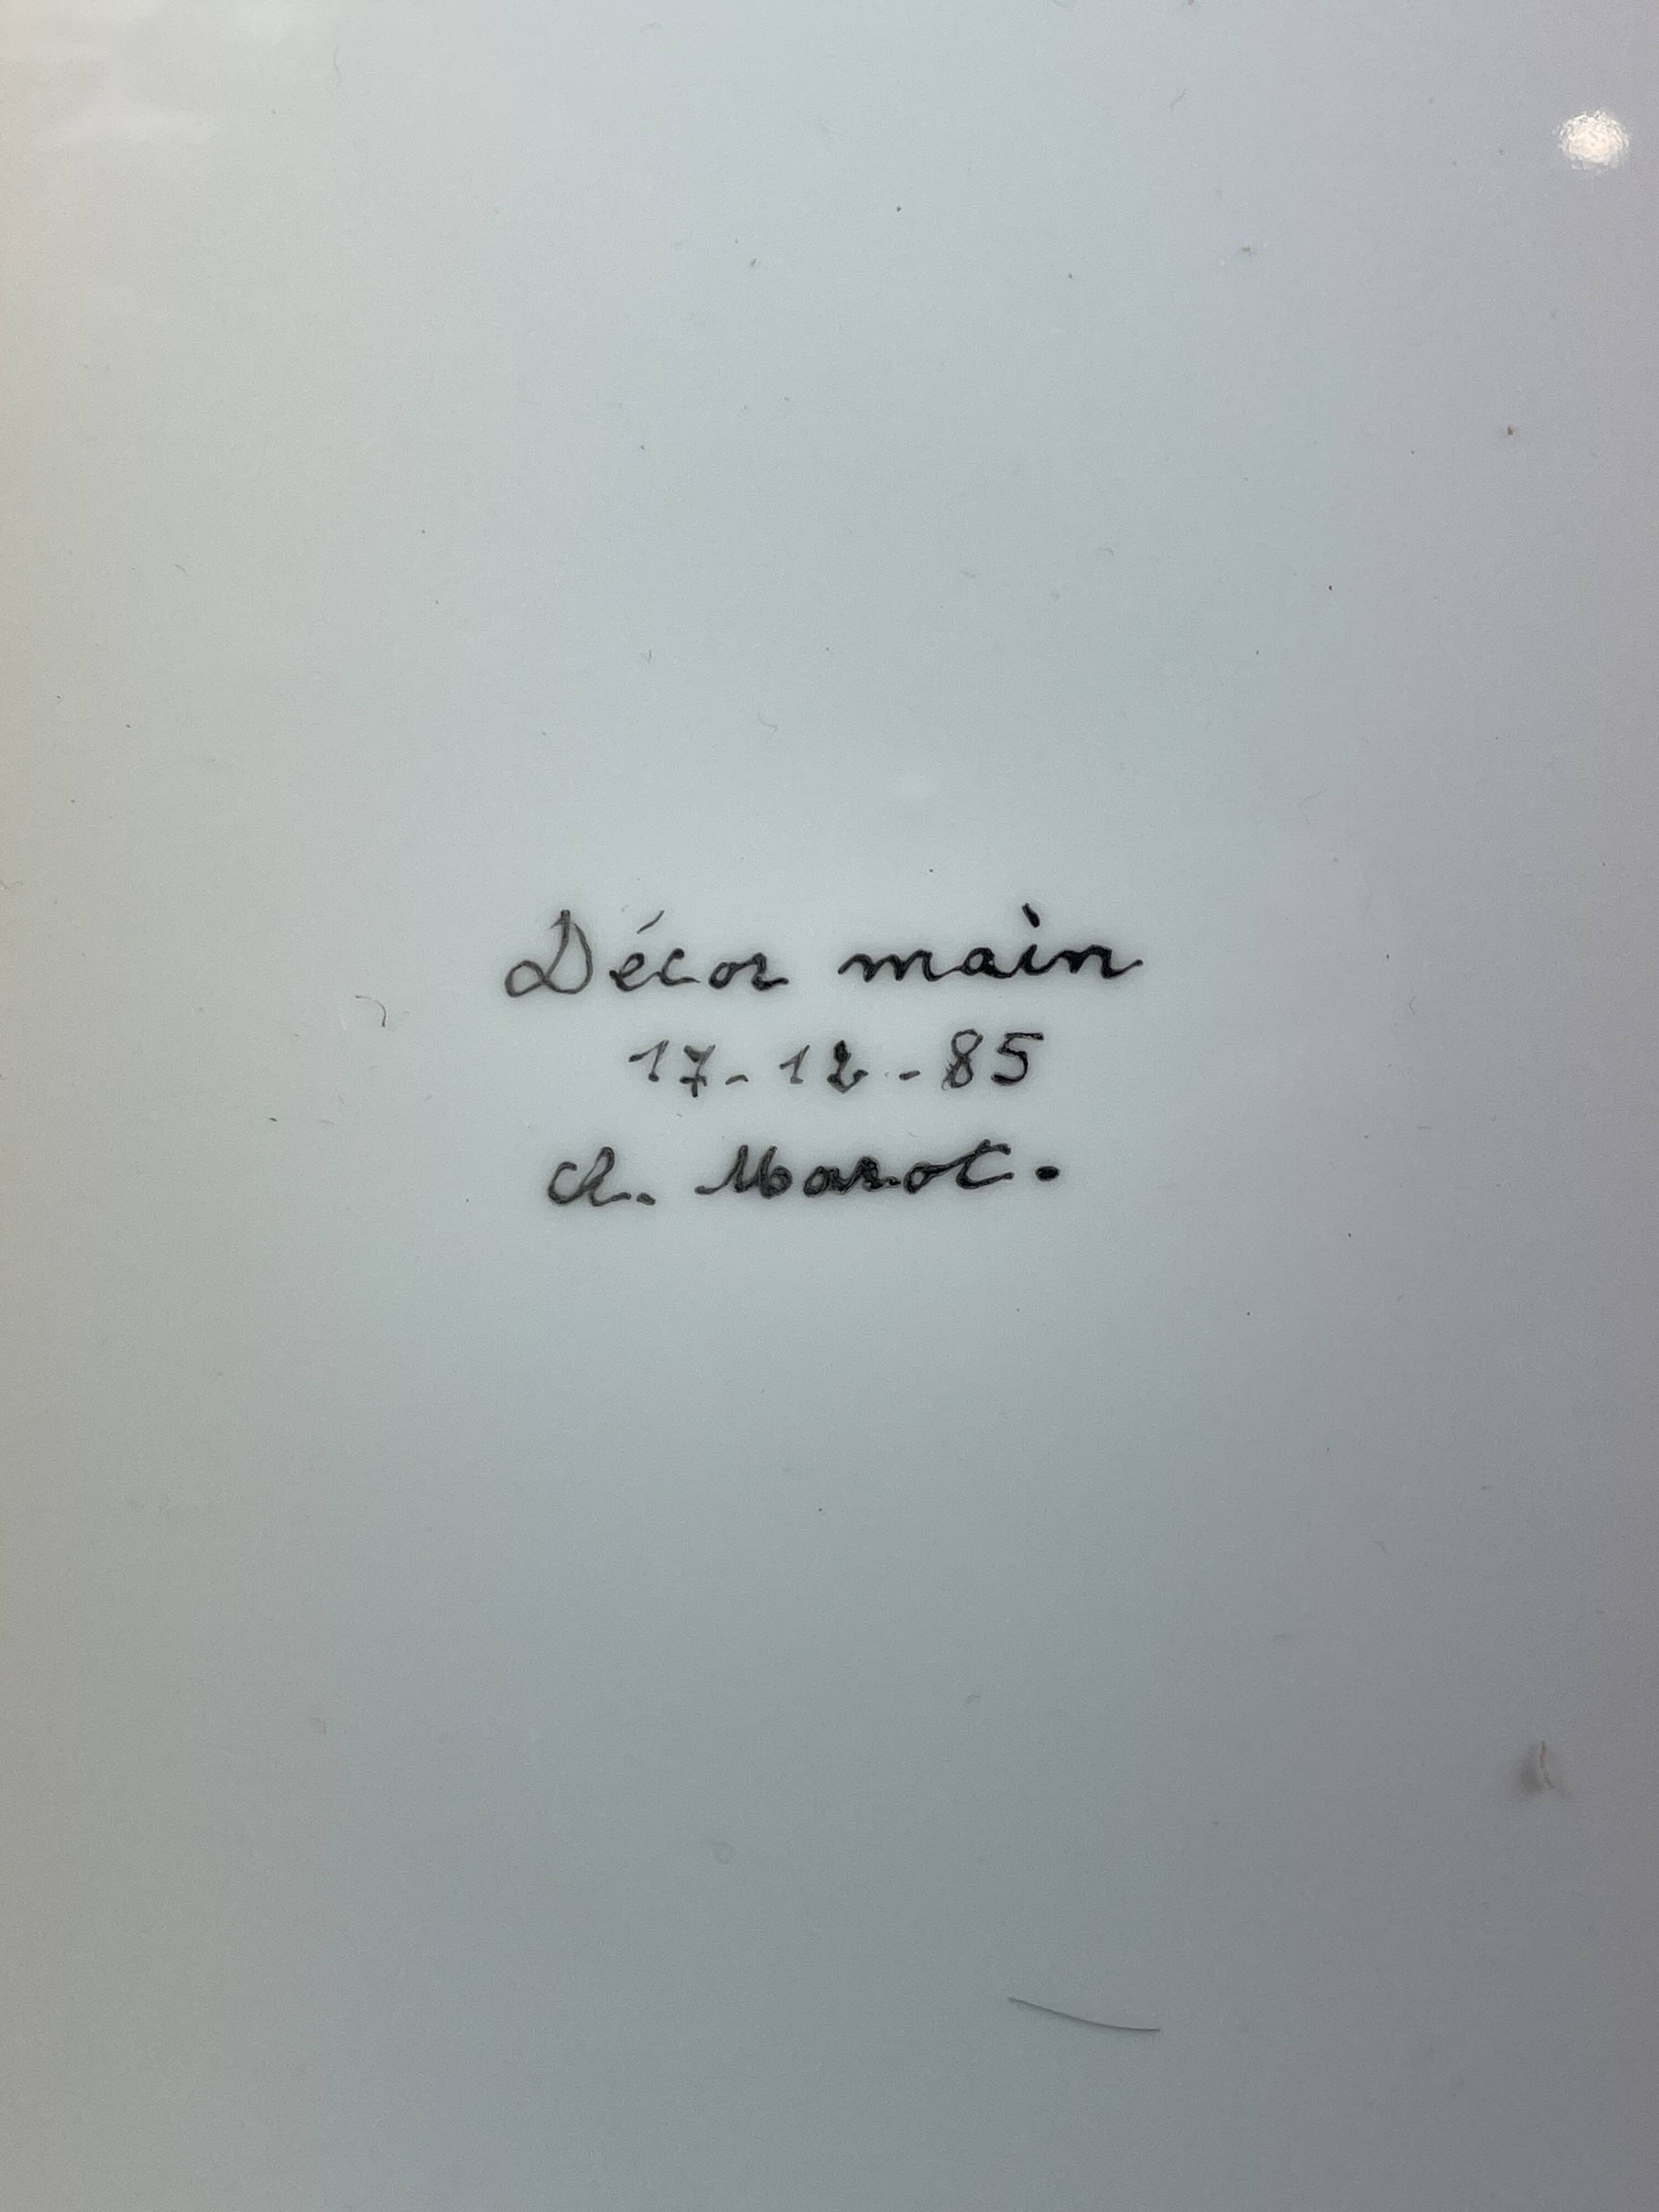 Décor main
17-12-85
Ch. Marot.